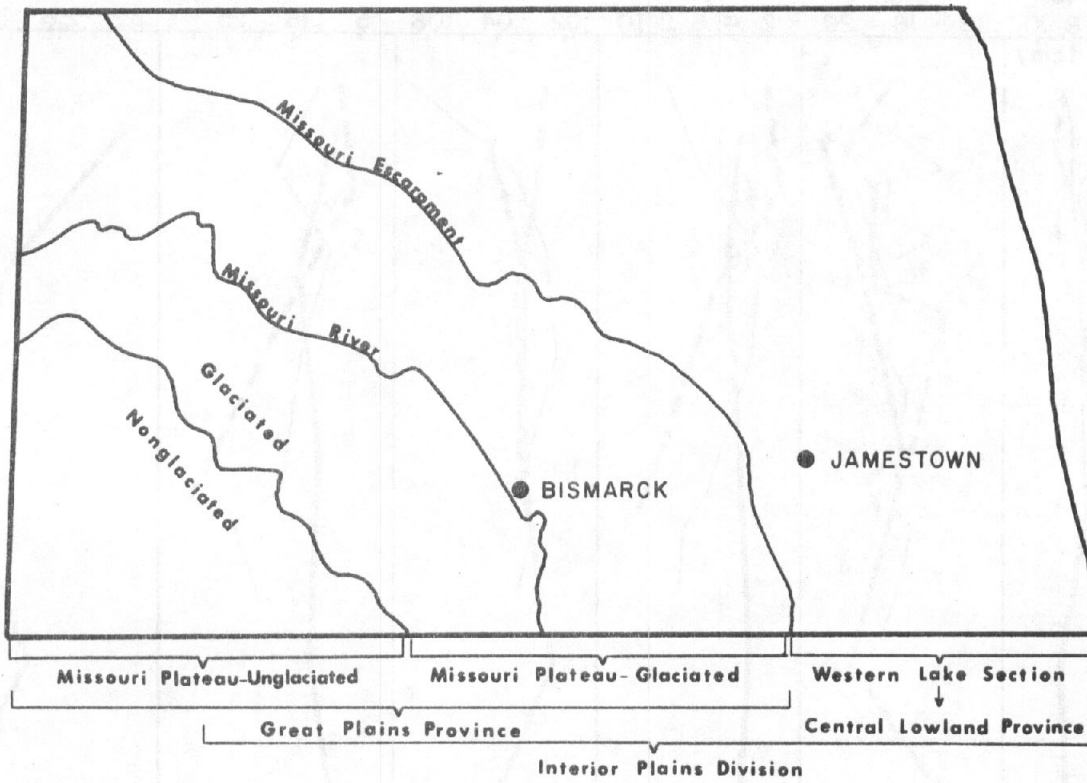 Missouri Escarpment
Missouri River
Glaciated
Nonglaciated
JAMESTOWN
BISMARCK
Missouri Plateau-Unglaciated
Missouri Plateau-Glaciated
Western Lake Section
Great Plains Province
Central Lowland Province
Interior Plains Division